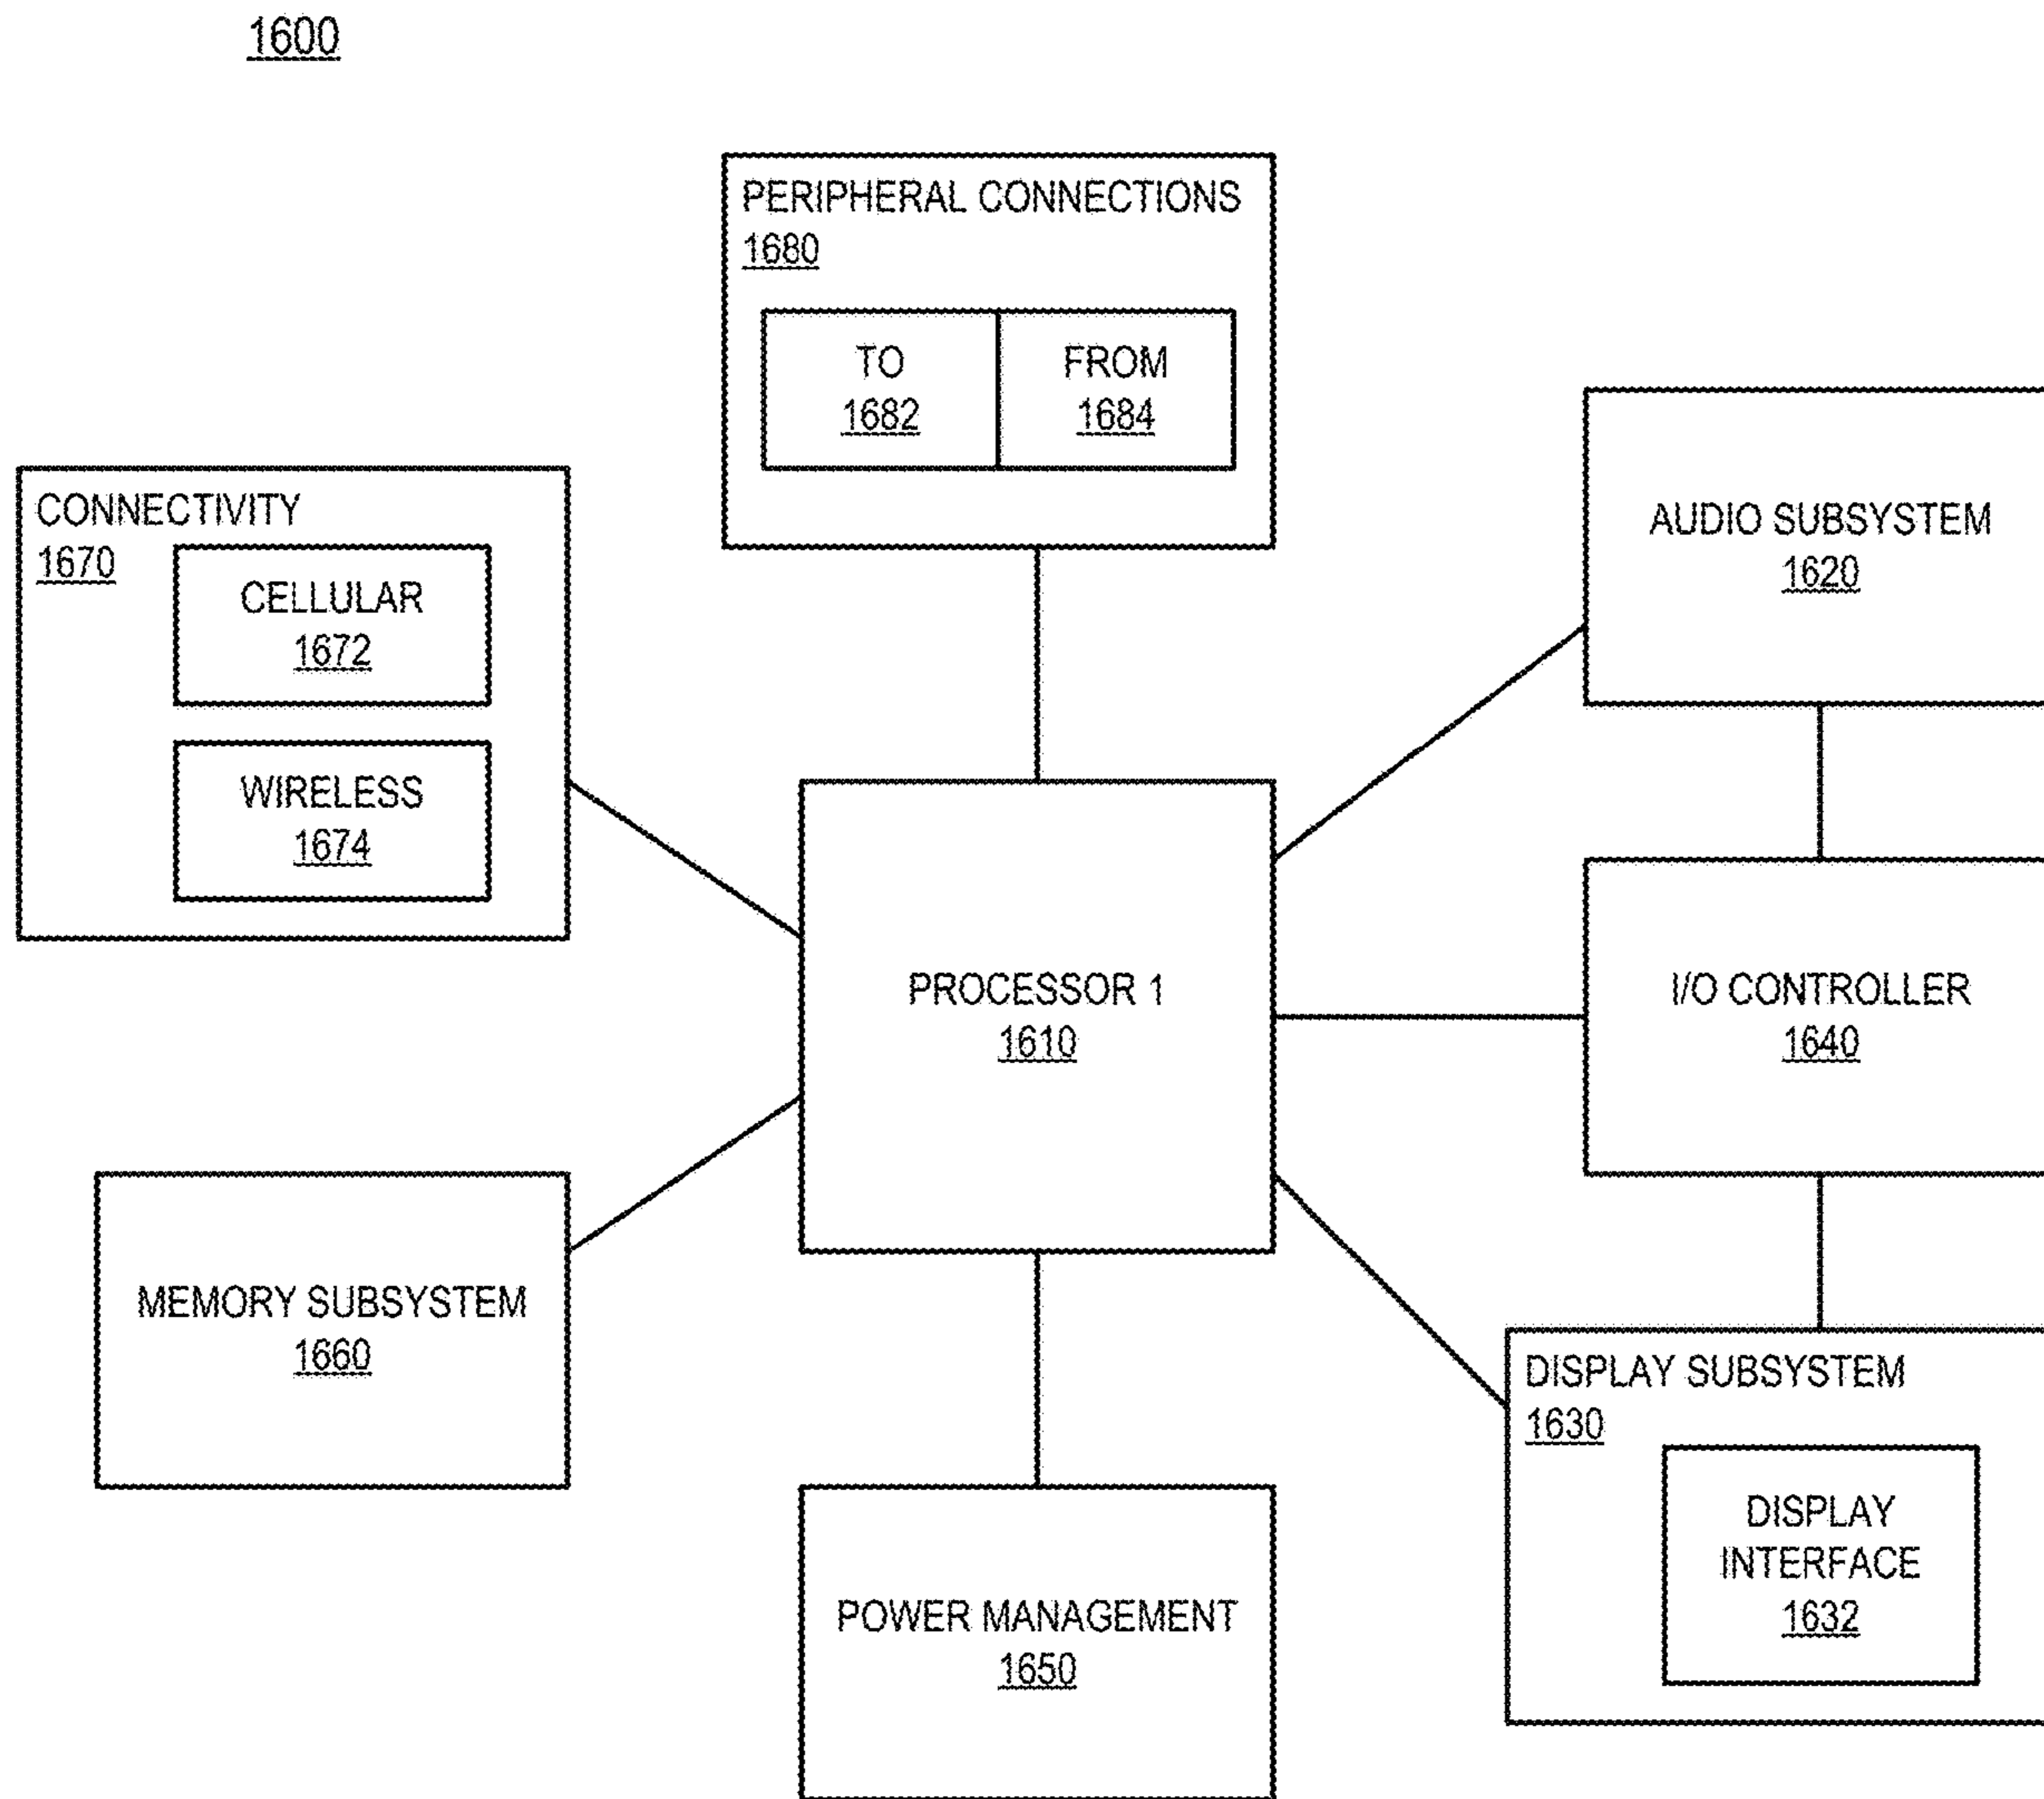 1600
PERIPHERAL CONNECTIONS
1680
TO
1682
FROM
1684
AUDIO SUBSYSTEM
1620
CONNECTIVITY
1670
CELLULAR
1672
WIRELESS
1674
PROCESSOR 1
1610
I/O CONTROLLER
1640
MEMORY SUBSYSTEM
1660
DISPLAY SUBSYSTEM
1630
DISPLAY
INTERFACE
1632
POWER MANAGEMENT
1650